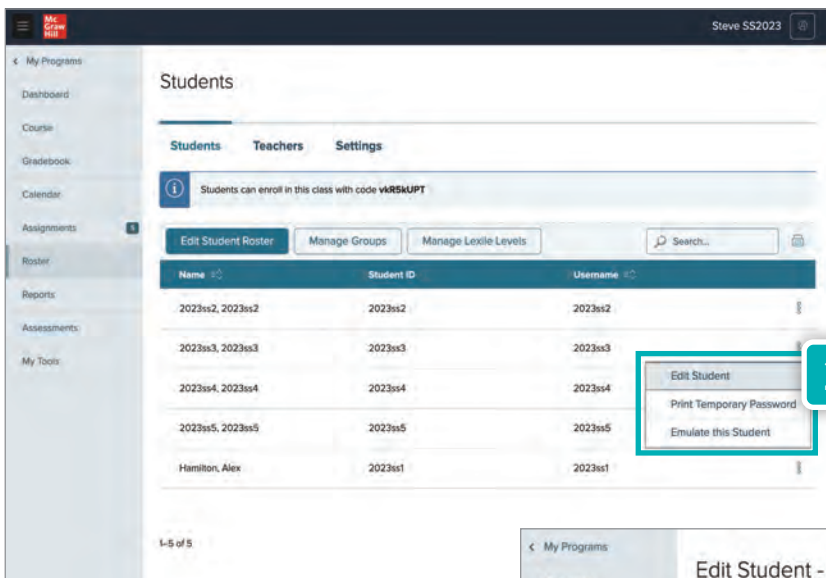 Mc
Graw
Hill
Steve SS2023
My Programs
Dashboard
Course
Gradebook
Calendar
Assignments
Roster
Reports
Assessments
My Tools
Students
Students Teachers Settings
Students can enroll in this class with code vkR5kUPT
Edit Student Roster Manage Groups Manage Lexile Levels Search...
Name Student ID Username
2023ss2, 2023ss2 2023ss2 2023ss2
2023ss3, 2023ss3 2023ss3 2023ss3
2023ss4, 2023ss4 2023ss4 2023ss4
2023ss5, 2023ss5 2023ss5 2023ss5
Hamilton, Alex 2023ss1 2023ss1
Edit Student
Print Temporary Password
Emulate this Student
1-5 of 5
My Programs
Edit Student -